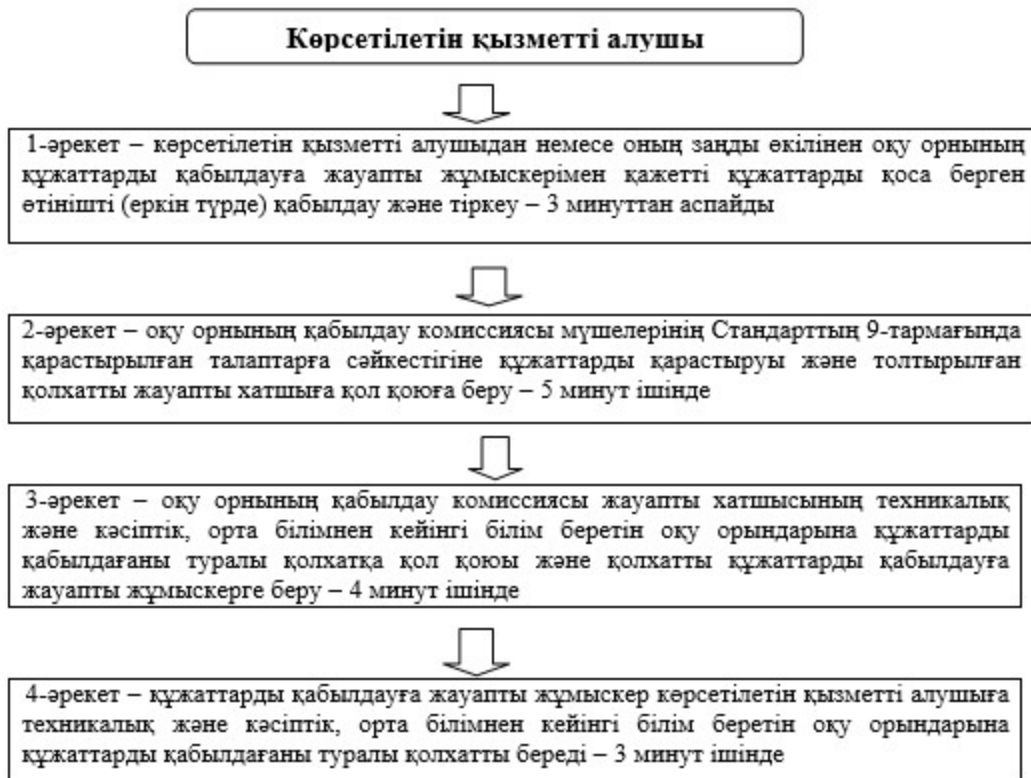 Көрсетілетін қызметті алушы
1-әрекет – көрсетілетін қызметті алушыдан немесе оның заңды өкілінен оқу орнының
құжаттарды қабылдауға жауапты жұмыскерімен қажетті құжаттарды қоса берген
өтінішті (еркін түрде) қабылдау және тіркеу – 3 минуттан аспайды
2-әрекет – оқу орнының қабылдау комиссиясы мүшелерінің Стандарттың 9-тармағында
қарастырылған талаптарға сәйкестігіне құжаттарды қарастыруы және толтырылған
қолхатты жауапты хатшыға қол қоюға беру – 5 минут ішінде
3-әрекет – оқу орнының қабылдау комиссиясы жауапты хатшысының техникалық
және кәсіптік, орта білімнен кейінгі білім беретін оқу орындарына құжаттарды
қабылдағаны туралы қолхатқа қол қоюы және қолхатты құжаттарды қабылдауға
жауапты жұмыскерге беру – 4 минут ішінде
4-әрекет – құжаттарды қабылдауға жауапты жұмыскер көрсетілетін қызметті алушыға
техникалық және кәсіптік, орта білімнен кейінгі білім беретін оқу орындарына
құжаттарды қабылдағаны туралы қолхатты береді – 3 минут ішінде